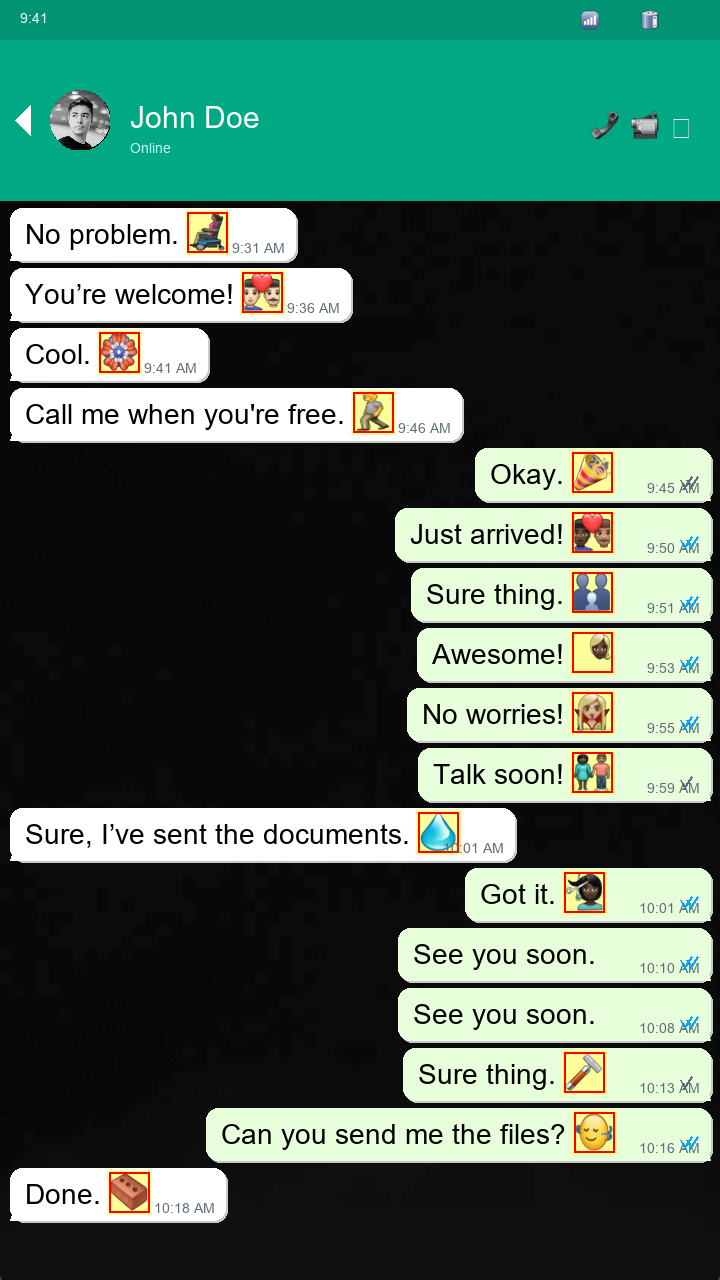 9:41
John Doe
Online
No problem. 9:31 AM
You’re welcome! 9:36 AM
Cool. 9:41 AM
Call me when you're free. 9:46 AM
Okay. 9:45 AM
Just arrived! 9:50 AM
Sure thing. 9:51 AM
Awesome! 9:53 AM
No worries! 9:55 AM
Talk soon! 9:59 AM
Sure, I’ve sent the documents. 10:01 AM
Got it. 10:01 AM
See you soon. 10:10 AM
See you soon. 10:08 AM
Sure thing. 10:13 AM
Can you send me the files? 10:16 AM
Done. 10:18 AM